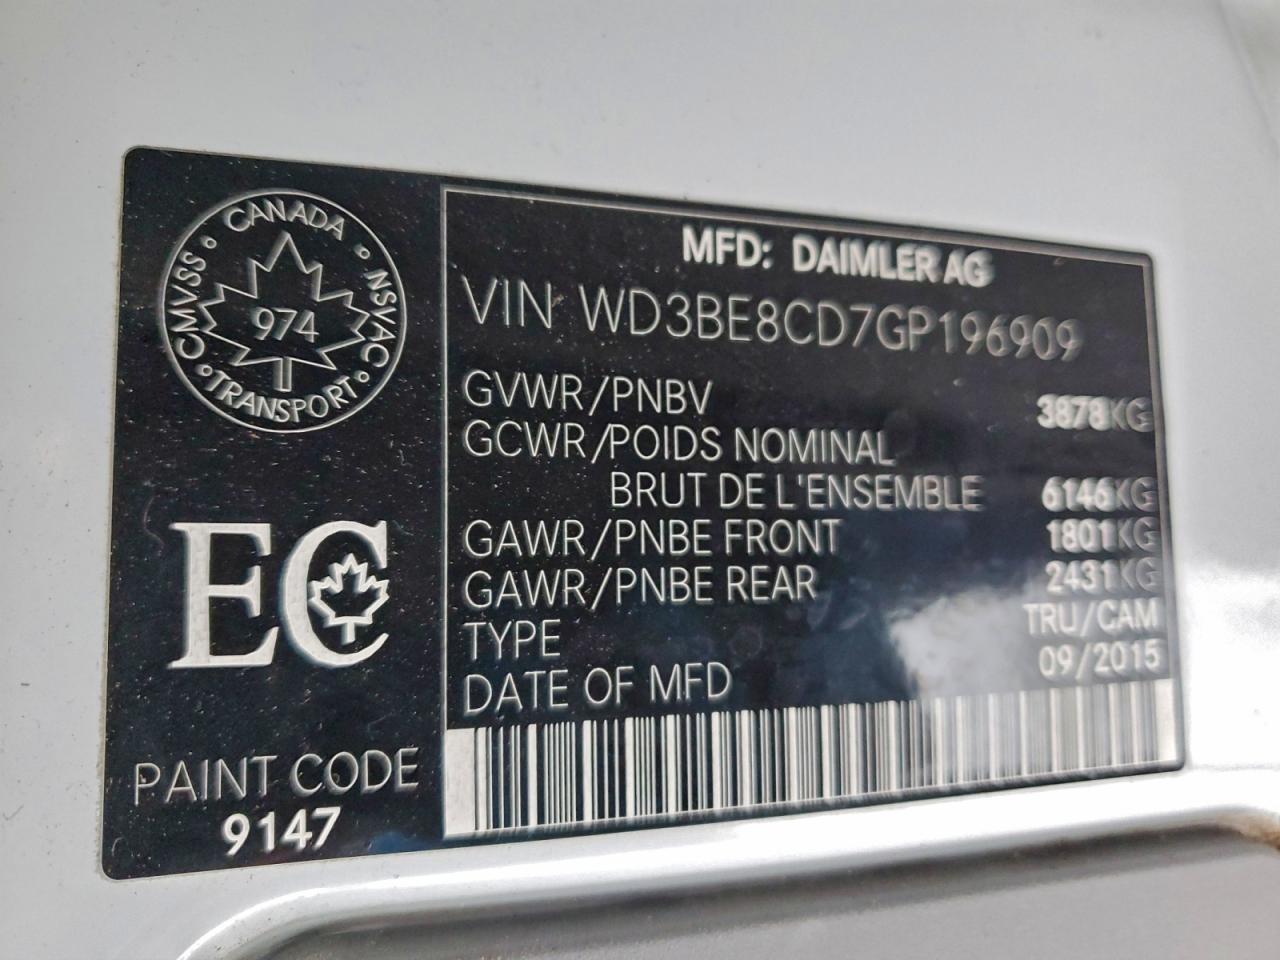 CANADA
CMVSS • NSVAC
974
TRANSPORT
EC
PAINT CODE
9147
MFD: DAIMLER AG
VIN WD3BE8CD7GP196909
GVWR/PNBV 3878KG
GCWR/POIDS NOMINAL
BRUT DE L'ENSEMBLE 6146KG
GAWR/PNBE FRONT 1801KG
GAWR/PNBE REAR 2431KG
TYPE TRU/CAM
DATE OF MFD 09/2015